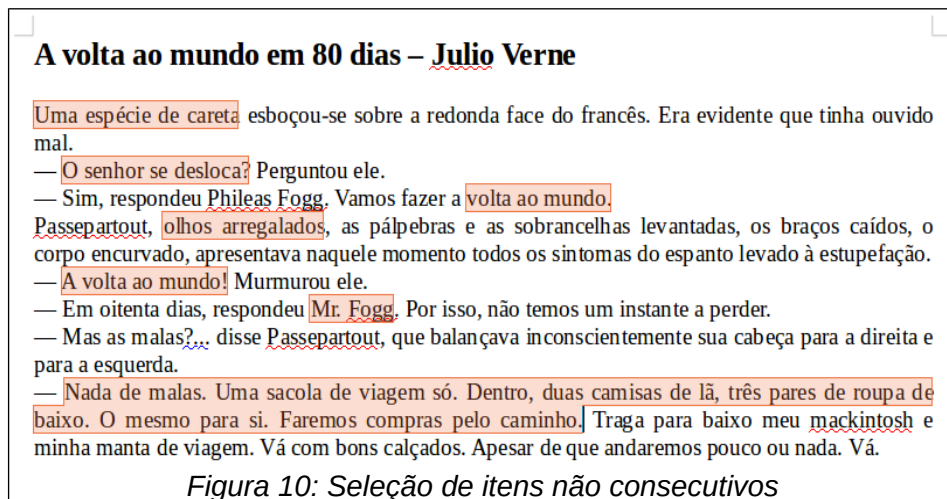 A volta ao mundo em 80 dias – Julio Verne
Uma espécie de careta esboçou-se sobre a redonda face do francês. Era evidente que tinha ouvido
mal.
— O senhor se desloca? Perguntou ele.
— Sim, respondeu Phileas Fogg. Vamos fazer a volta ao mundo.
Passepartout, olhos arregalados, as pálpebras e as sobrancelhas levantadas, os braços caídos, o
corpo encurvado, apresentava naquele momento todos os sintomas do espanto levado à estupefação.
— A volta ao mundo! Murmurou ele.
— Em oitenta dias, respondeu Mr. Fogg. Por isso, não temos um instante a perder.
— Mas as malas?... disse Passepartout, que balançava inconscientemente sua cabeça para a direita e
para a esquerda.
— Nada de malas. Uma sacola de viagem só. Dentro, duas camisas de lã, três pares de roupa de
baixo. O mesmo para si. Faremos compras pelo caminho. Traga para baixo meu mackintosh e
minha manta de viagem. Vá com bons calçados. Apesar de que andaremos pouco ou nada. Vá.
Figura 10: Seleção de itens não consecutivos